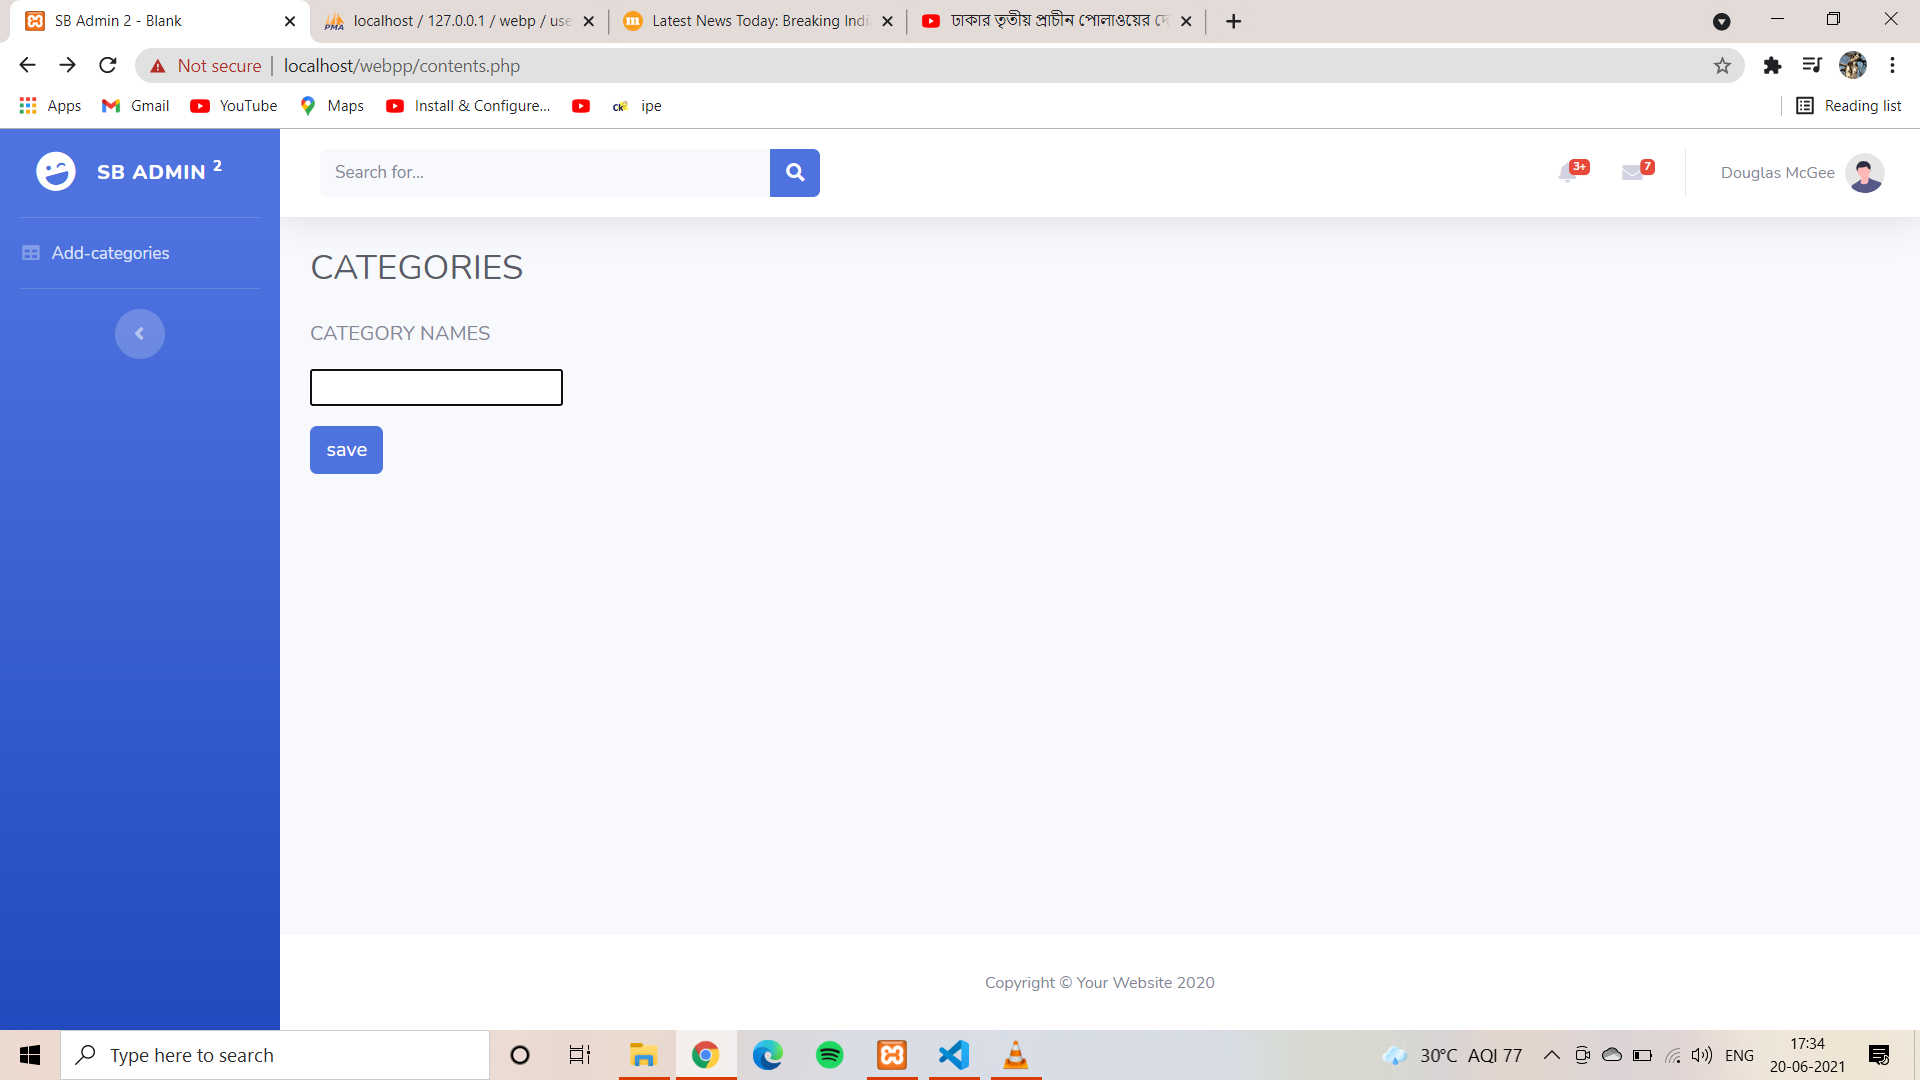 SB Admin 2 - Blank
localhost / 127.0.0.1 / webp / use
Latest News Today: Breaking Indi
ঢাকার তৃতীয় প্রাচীন পোলাওয়ের দে
Not secure
localhost/webpp/contents.php
Apps
Gmail
YouTube
Maps
Install & Configure...
ipe
Reading list
SB ADMIN 2
Search for...
3+
7
Douglas McGee
Add-categories
CATEGORIES
CATEGORY NAMES
save
Copyright © Your Website 2020
Type here to search
30°C AQI 77
ENG
17:34
20-06-2021